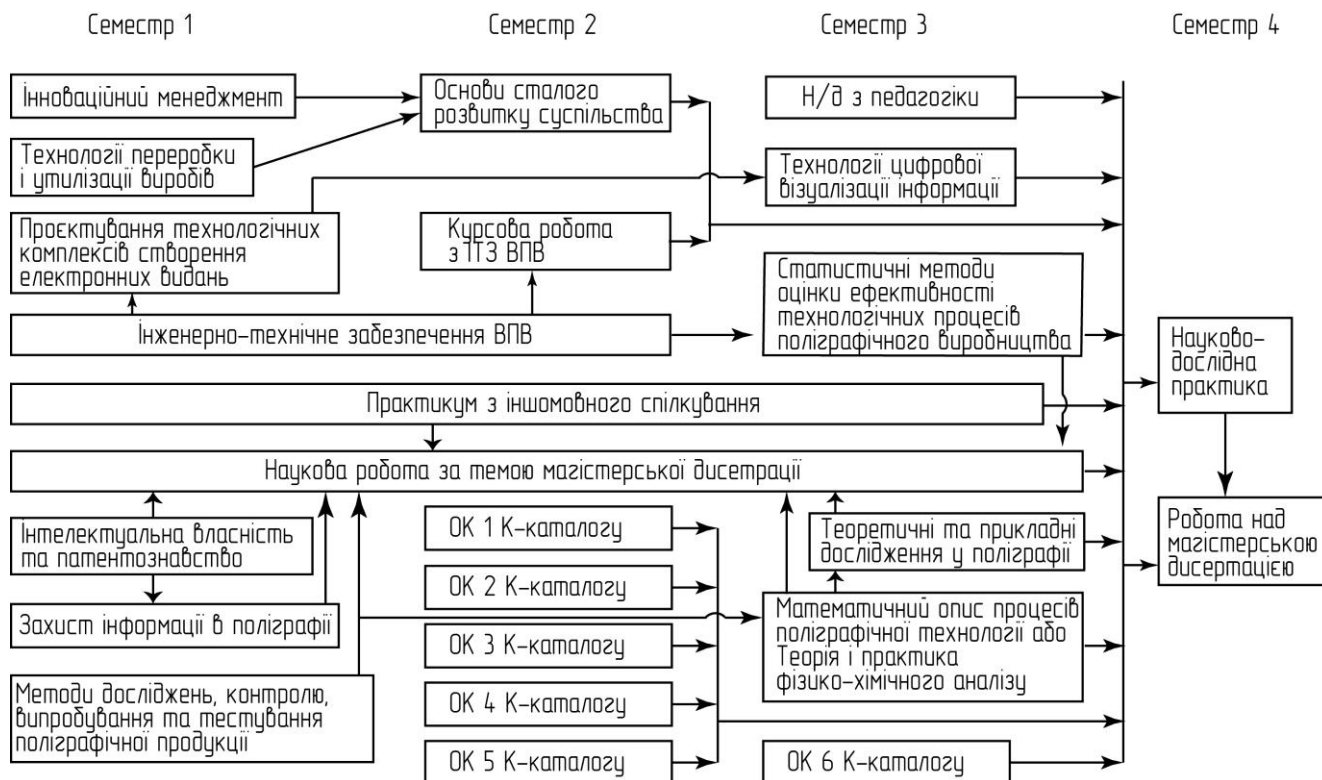 Семестр 1
Семестр 2
Семестр 3
Семестр 4
Інноваційний менеджмент
Технології переробки
і утилізації виробів
Проєктування технологічних
комплексів створення
електронних видань
Основи сталого
розвитку суспільства
Курсова робота
з ІТЗ ВПВ
Н/д з педагогіки
Технології цифрової
візуалізації інформації
Статистичні методи
оцінки ефективності
технологічних процесів
поліграфічного виробництва
Інженерно-технічне забезпечення ВПВ
Практикум з іншомовного спілкування
Наукова робота за темою магістерської дисетрації
Інтелектуальна власність
та патентознавство
Захист інформації в поліграфії
Методи досліджень, контролю,
випробування та тестування
поліграфічної продукції
ОК 1 К-каталогу
ОК 2 К-каталогу
ОК 3 К-каталогу
ОК 4 К-каталогу
ОК 5 К-каталогу
Теоретичні та прикладні
дослідження у поліграфії
Математичний опис процесів
поліграфічної технології або
Теорія і практика
фізико-хімічного аналізу
ОК 6 К-каталогу
Науково-
дослідна
практика
Робота над
магістерською
дисертацією